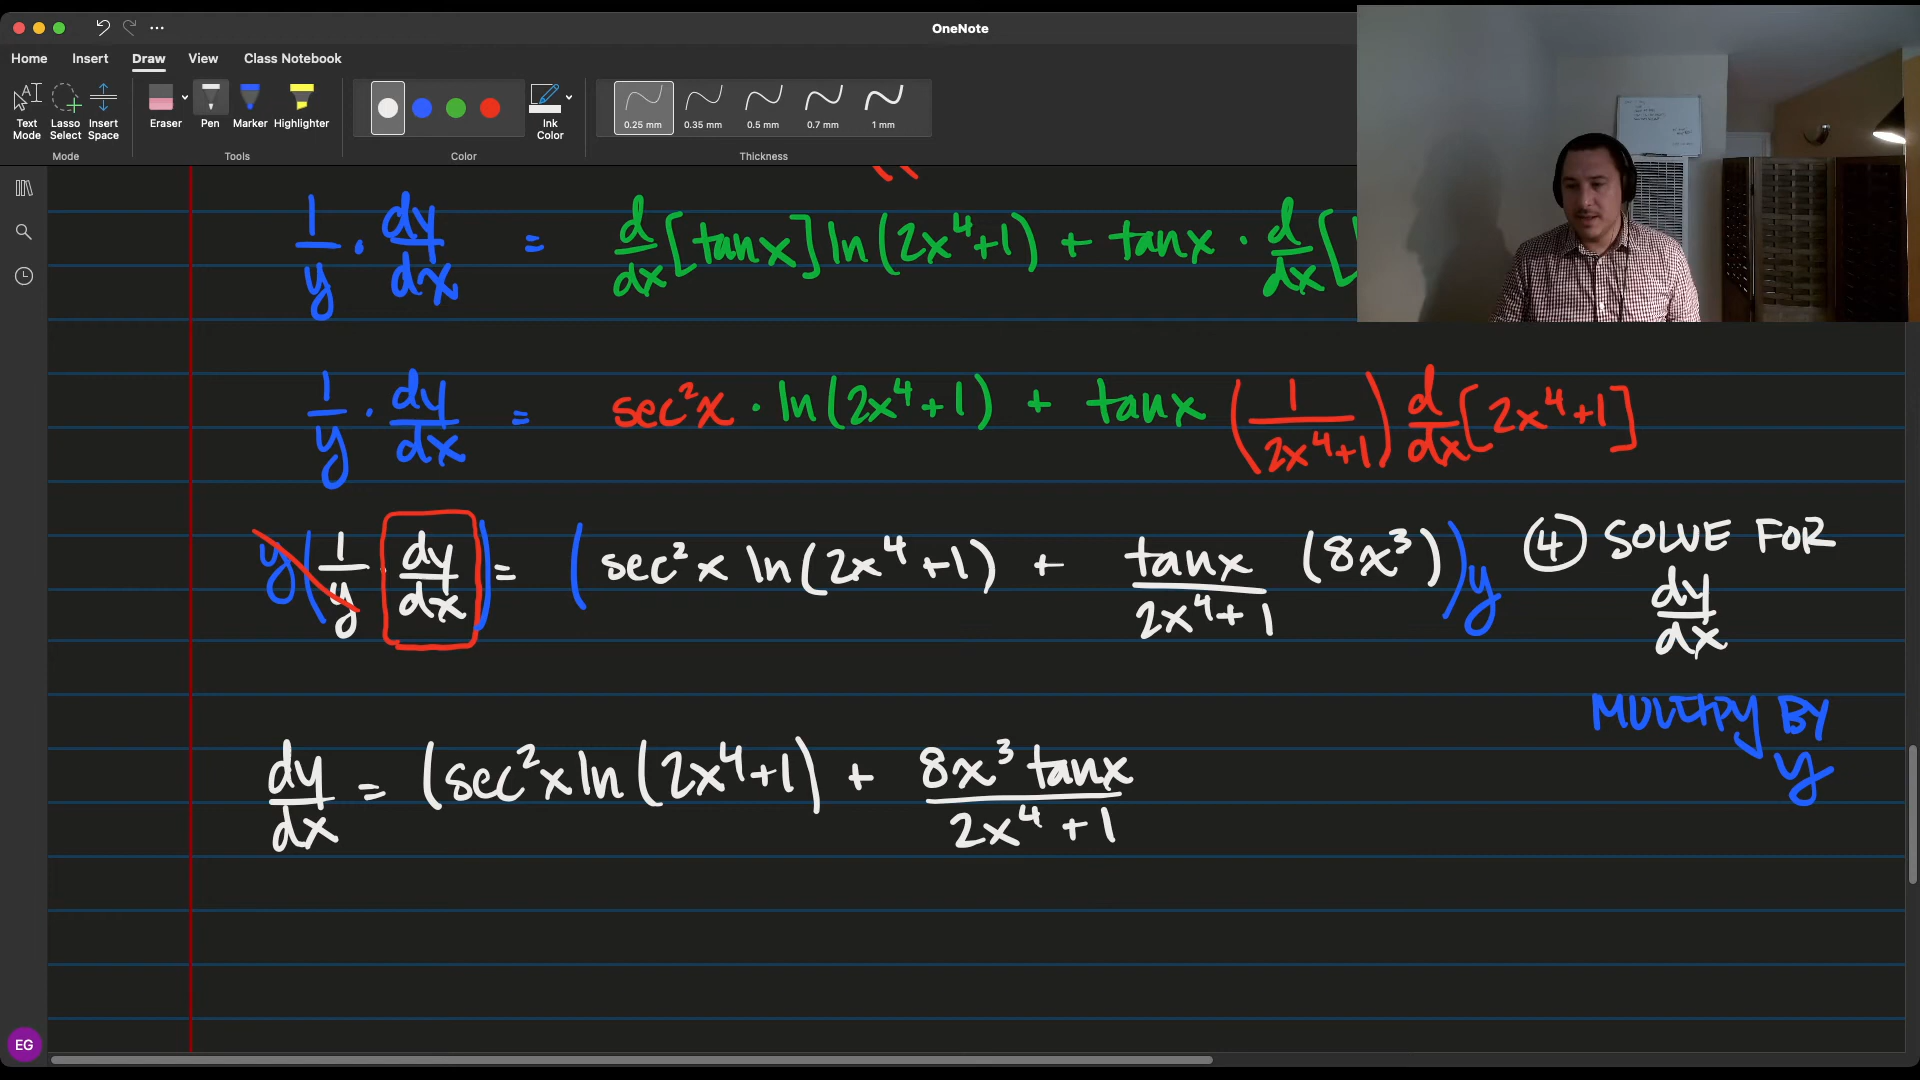 OneNote
Home Insert Draw View Class Notebook
Text Mode Lasso Select Insert Space Eraser Pen Marker Highlighter Ink Color 0.25 mm 0.35 mm 0.5 mm 0.7 mm 1 mm
Mode Tools Color Thickness
1/y · dy/dx = d/dx [tanx] ln(2x⁴+1) + tanx · d/dx [
1/y · dy/dx = sec²x · ln(2x⁴+1) + tanx (1/(2x⁴+1)) d/dx [2x⁴+1]
y(1/y · dy/dx) = (sec²x ln(2x⁴+1) + tanx/(2x⁴+1) (8x³))y ④ SOLVE FOR
dy/dx
MULTIPLY BY
y
dy/dx = (sec²x ln(2x⁴+1) + 8x³ tanx/(2x⁴+1)
EG